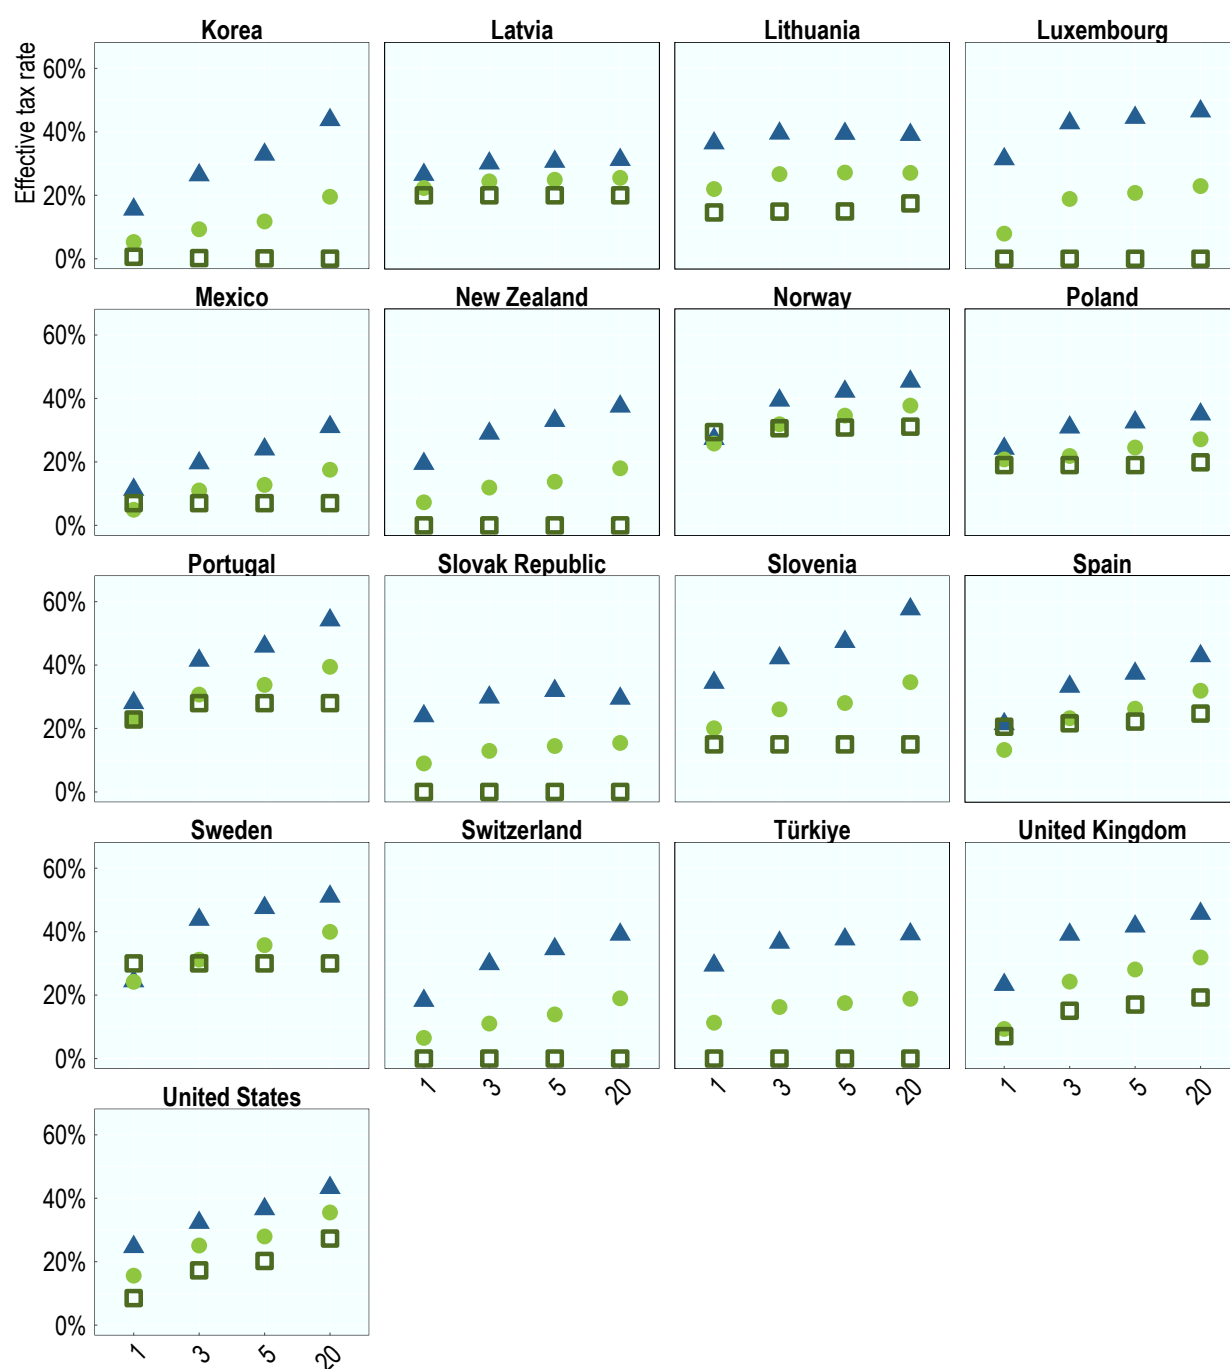 Korea Latvia Lithuania Luxembourg
Effective tax rate
60%
40%
20%
0%
Mexico New Zealand Norway Poland
60%
40%
20%
0%
Portugal Slovak Republic Slovenia Spain
60%
40%
20%
0%
Sweden Switzerland Türkiye United Kingdom
60%
40%
20%
0%
1 3 5 20 1 3 5 20 1 3 5 20
United States
60%
40%
20%
0%
1 3 5 20